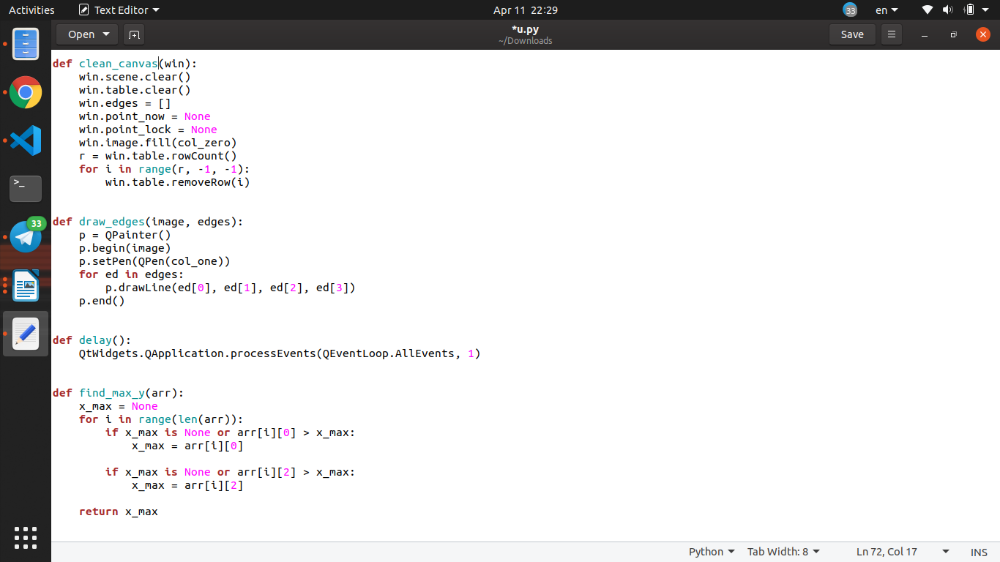 Activities Text Editor Apr 11 22:29 33 en
Open *u.py Save
~/Downloads
def clean_canvas(win):
    win.scene.clear()
    win.table.clear()
    win.edges = []
    win.point_now = None
    win.point_lock = None
    win.image.fill(col_zero)
    r = win.table.rowCount()
    for i in range(r, -1, -1):
        win.table.removeRow(i)
def draw_edges(image, edges):
    p = QPainter()
    p.begin(image)
    p.setPen(QPen(col_one))
    for ed in edges:
        p.drawLine(ed[0], ed[1], ed[2], ed[3])
    p.end()
def delay():
    QtWidgets.QApplication.processEvents(QEventLoop.AllEvents, 1)
def find_max_y(arr):
    x_max = None
    for i in range(len(arr)):
        if x_max is None or arr[i][0] > x_max:
            x_max = arr[i][0]
        if x_max is None or arr[i][2] > x_max:
            x_max = arr[i][2]
    return x_max
>_
33
Python Tab Width: 8 Ln 72, Col 17 INS